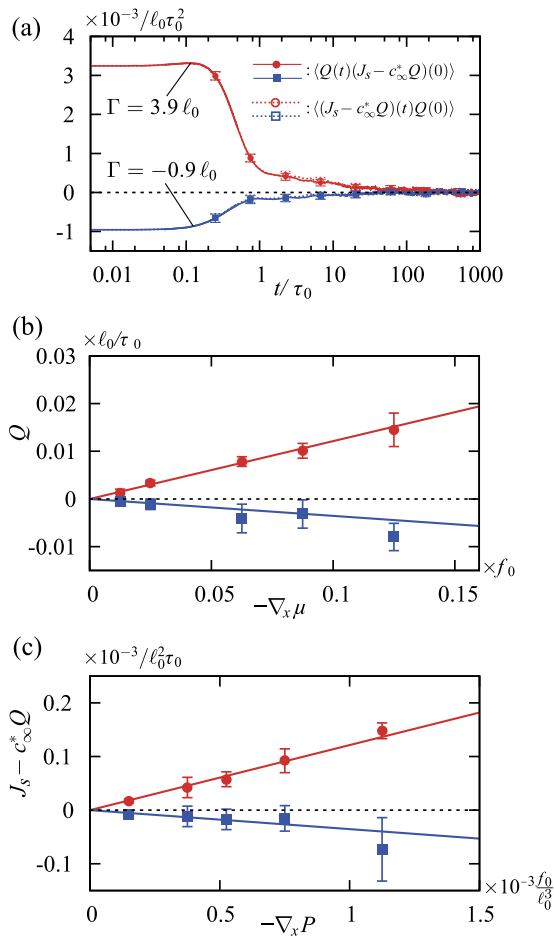 (a)
×10⁻³/ℓ₀τ₀²
4
3
2
1
0
-1
Γ = 3.9 ℓ₀
Γ = −0.9 ℓ₀
: ⟨Q(t)(Jₛ − c*∞Q)(0)⟩
: ⟨(Jₛ − c*∞Q)(t)Q(0)⟩
0.01 0.1 1 10 100 1000
t/τ₀
(b)
×ℓ₀/τ₀
0.03
0.02
0.01
0
-0.01
Q
0 0.05 0.1 0.15
×f₀
−∇ₓμ
(c)
×10⁻³/ℓ₀²τ₀
0.2
0.1
0
-0.1
Jₛ − c*∞Q
0 0.5 1 1.5
×10⁻³ f₀/ℓ₀³
−∇ₓP